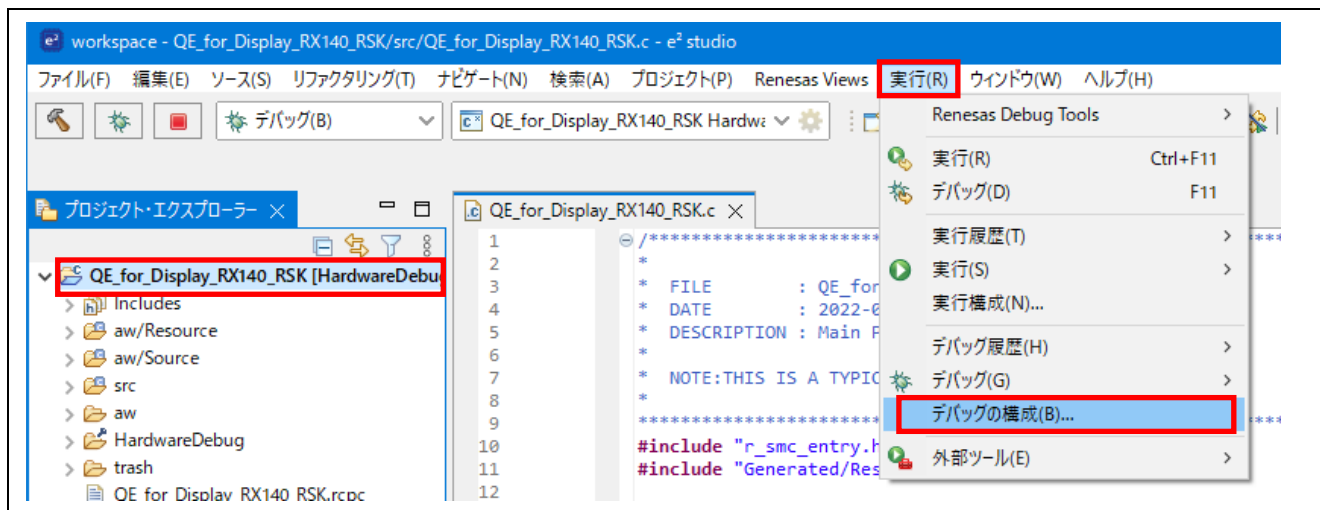 workspace - QE_for_Display_RX140_RSK/src/QE_for_Display_RX140_RSK.c - e² studio
ファイル(F) 編集(E) ソース(S) リファクタリング(T) ナビゲート(N) 検索(A) プロジェクト(P) Renesas Views 実行(R) ウィンドウ(W) ヘルプ(H)
デバッグ(B) QE_for_Display_RX140_RSK Hardwa
プロジェクト・エクスプローラー
QE_for_Display_RX140_RSK [HardwareDebu
Includes
aw/Resource
aw/Source
src
aw
HardwareDebug
trash
QE_for_Display_RX140_RSK.rcpc
QE_for_Display_RX140_RSK.c
1 /**********************
2 *
3 * FILE : QE_for
4 * DATE : 2022-0
5 * DESCRIPTION : Main P
6 *
7 * NOTE:THIS IS A TYPIC
8 *
9 ***********************
10 #include "r_smc_entry.h
11 #include "Generated/Res
12
Renesas Debug Tools
実行(R) Ctrl+F11
デバッグ(D) F11
実行履歴(T)
実行(S)
実行構成(N)...
デバッグ履歴(H)
デバッグ(G)
デバッグの構成(B)...
外部ツール(E)